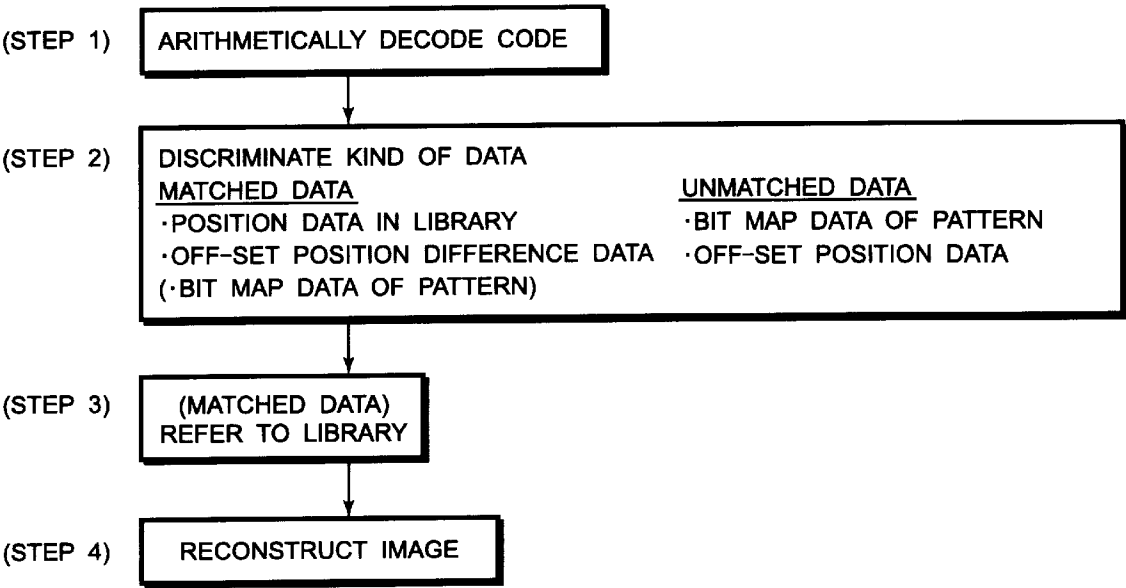 (STEP 1) ARITHMETICALLY DECODE CODE
(STEP 2) DISCRIMINATE KIND OF DATA
MATCHED DATA
·POSITION DATA IN LIBRARY
·OFF-SET POSITION DIFFERENCE DATA
(·BIT MAP DATA OF PATTERN)
UNMATCHED DATA
·BIT MAP DATA OF PATTERN
·OFF-SET POSITION DATA
(STEP 3) (MATCHED DATA)
REFER TO LIBRARY
(STEP 4) RECONSTRUCT IMAGE